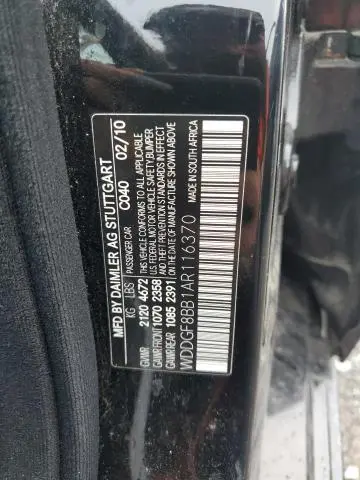 MFD BY DAIMLER AG STUTTGART
PASSENGER CAR C040 02/10
KG LBS THIS VEHICLE CONFORMS TO ALL APPLICABLE
GVWR 2120 4672 U.S. FEDERAL MOTOR VEHICLE SAFETY/BUMPER
GAWR/FRONT 1070 2358 PREVENTION STANDARDS IN EFFECT
GAWR/REAR 1085 2391 ON THE DATE OF MANUFACTURE SHOWN ABOVE
WDDGF8BB1AR116370 MADE IN SOUTH AFRICA